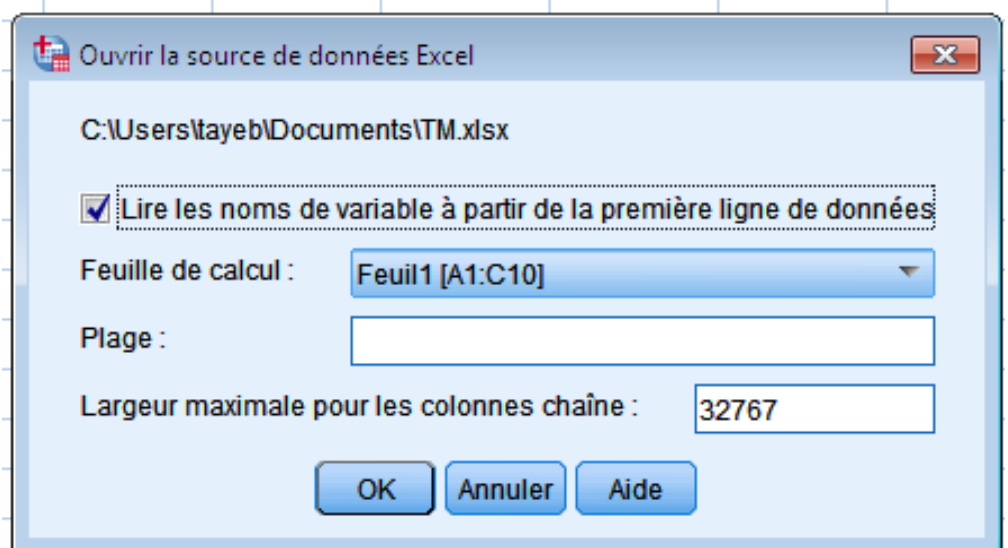 Ouvrir la source de données Excel
C:\Users\tayeb\Documents\TM.xlsx
Lire les noms de variable à partir de la première ligne de données
Feuille de calcul : Feuil1 [A1:C10]
Plage :
Largeur maximale pour les colonnes chaîne : 32767
OK Annuler Aide